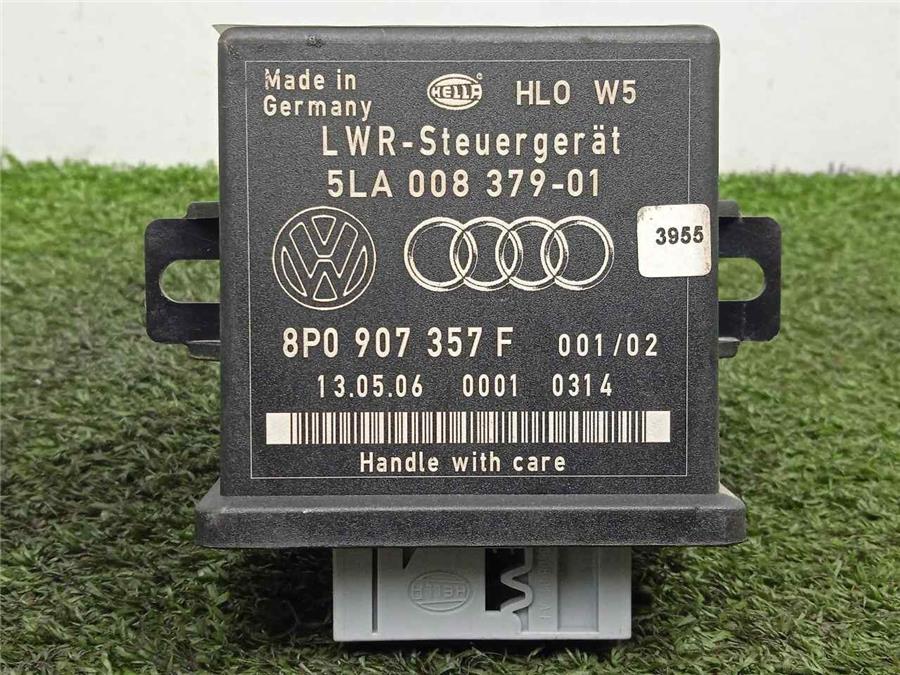 Made in
Germany
HELLA
HLO W5
LWR-Steuergerät
5LA 008 379-01
3955
8P0 907 357 F 001/02
13.05.06 0001 0314
Handle with care
HELLA